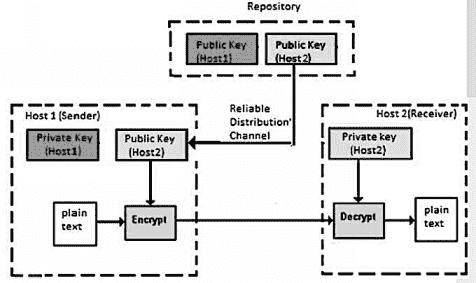 Repository
Public Key
(Host1)
Public Key
(Host2)
Reliable
Distribution'
Channel
Host 1 (Sender)
Private Key
(Host1)
Public Key
(Host2)
plain
text
Encrypt
Host 2(Receiver)
Private key
(Host2)
Decrypt
plain
text